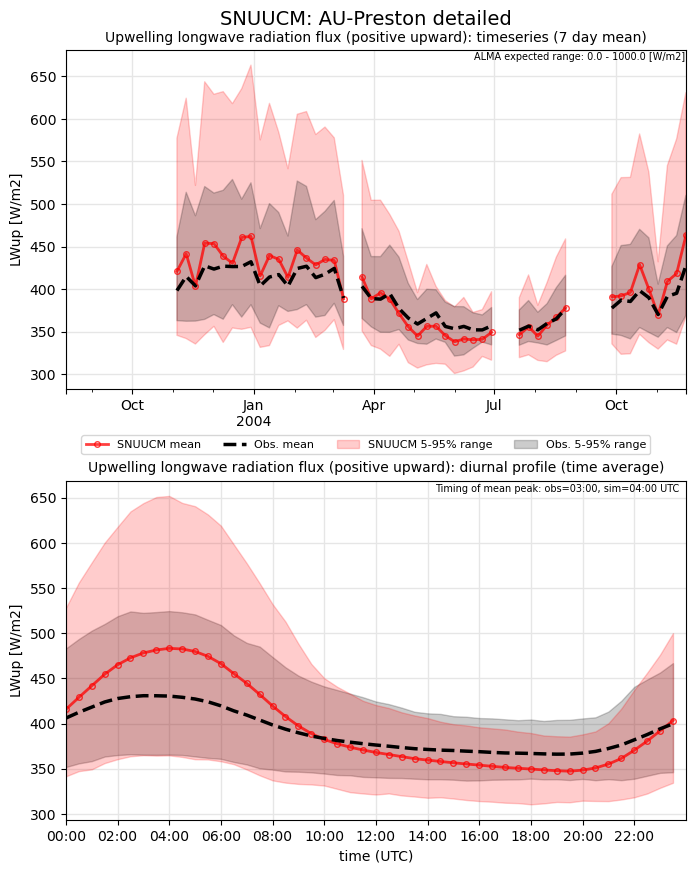 SNUUCM: AU-Preston detailed
Upwelling longwave radiation flux (positive upward): timeseries (7 day mean)
ALMA expected range: 0.0 - 1000.0 [W/m2]
LWup [W/m2]
650
600
550
500
450
400
350
300
Oct
Jan
2004
Apr
Jul
Oct
SNUUCM mean
Obs. mean
SNUUCM 5-95% range
Obs. 5-95% range
Upwelling longwave radiation flux (positive upward): diurnal profile (time average)
Timing of mean peak: obs=03:00, sim=04:00 UTC
LWup [W/m2]
650
600
550
500
450
400
350
300
00:00
02:00
04:00
06:00
08:00
10:00
12:00
14:00
16:00
18:00
20:00
22:00
time (UTC)